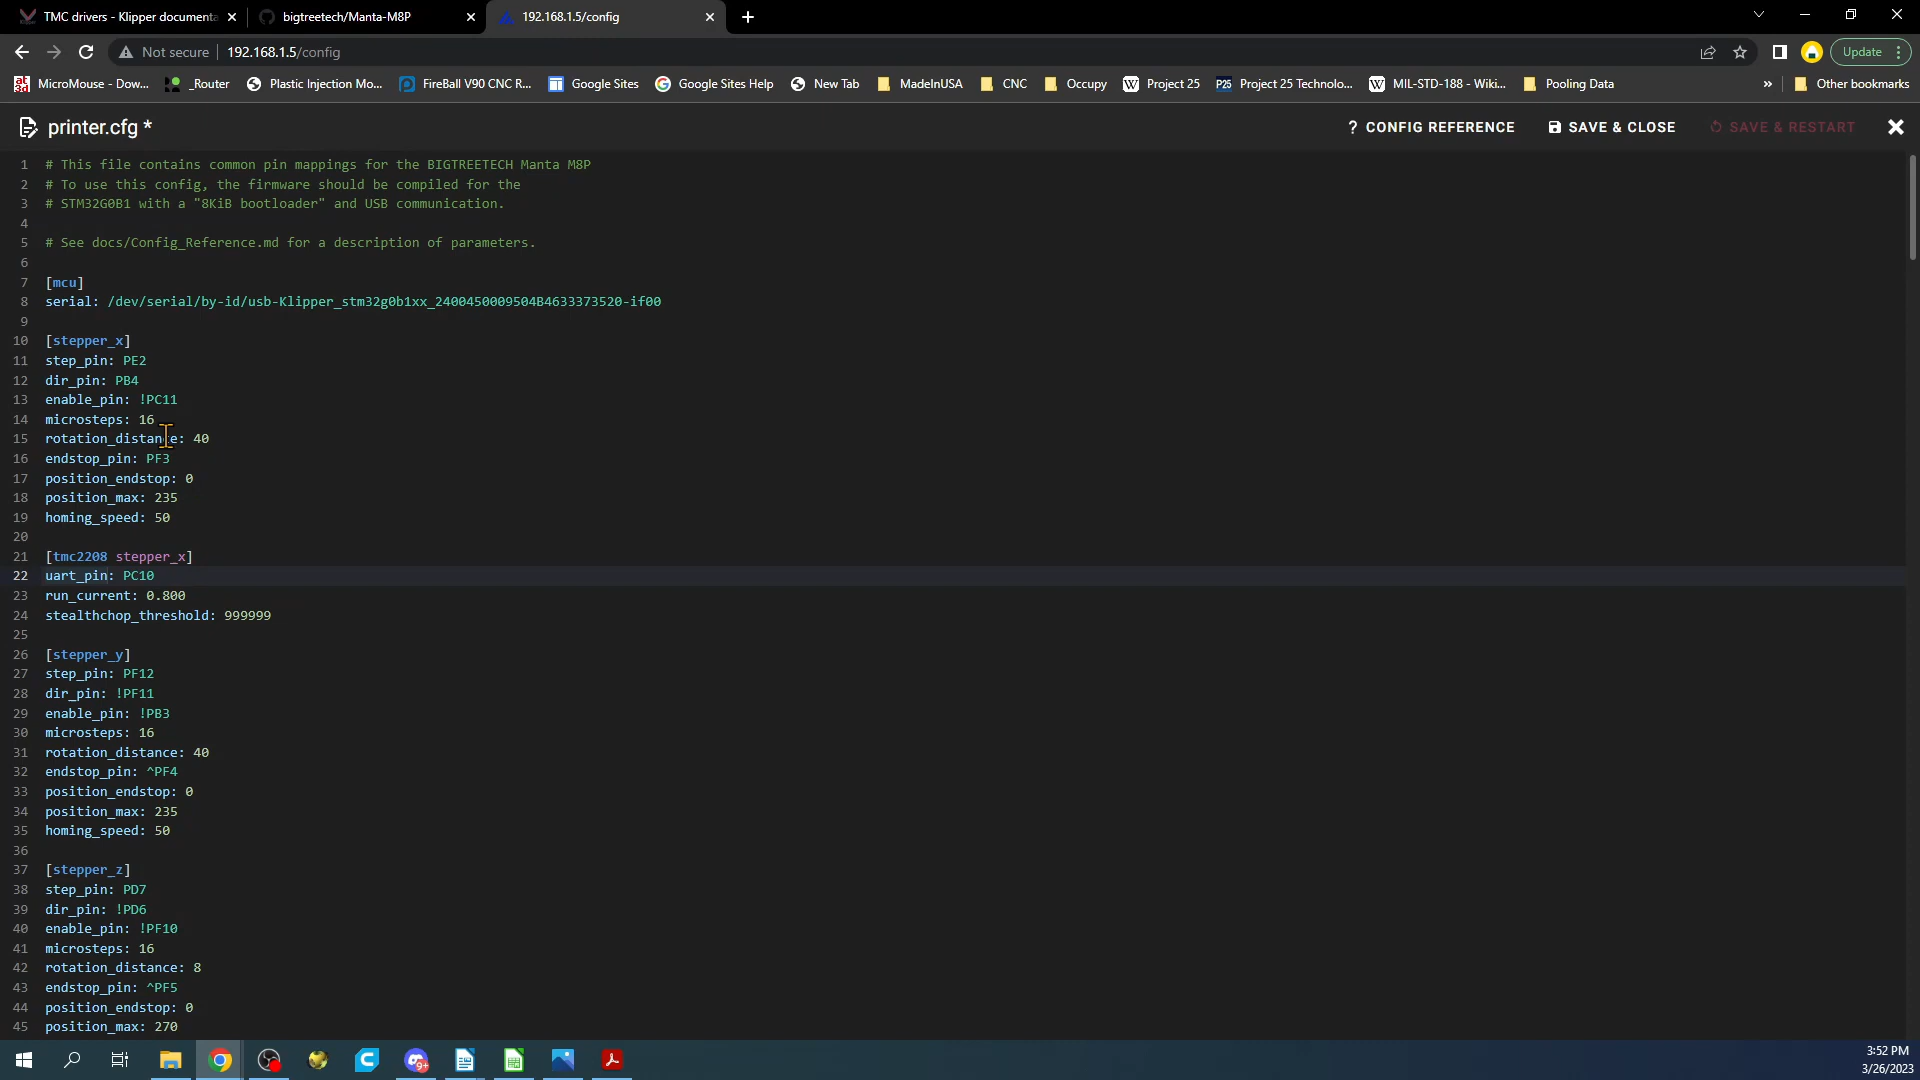 TMC drivers - Klipper documenta
bigtreetech/Manta-M8P
192.168.1.5/config
Not secure
192.168.1.5/config
Update
MicroMouse - Dow...
_Router
Plastic Injection Mo...
FireBall V90 CNC R...
Google Sites
Google Sites Help
New Tab
MadeInUSA
CNC
Occupy
Project 25
P25
Project 25 Technolo...
MIL-STD-188 - Wiki...
Pooling Data
»
Other bookmarks
printer.cfg *
? CONFIG REFERENCE
SAVE & CLOSE
SAVE & RESTART
1 # This file contains common pin mappings for the BIGTREETECH Manta M8P
2 # To use this config, the firmware should be compiled for the
3 # STM32G0B1 with a "8KiB bootloader" and USB communication.
4
5 # See docs/Config_Reference.md for a description of parameters.
6
7 [mcu]
8 serial: /dev/serial/by-id/usb-Klipper_stm32g0b1xx_2400450009504B4633373520-if00
9
10 [stepper_x]
11 step_pin: PE2
12 dir_pin: PB4
13 enable_pin: !PC11
14 microsteps: 16
15 rotation_distance: 40
16 endstop_pin: PF3
17 position_endstop: 0
18 position_max: 235
19 homing_speed: 50
20
21 [tmc2208 stepper_x]
22 uart_pin: PC10
23 run_current: 0.800
24 stealthchop_threshold: 999999
25
26 [stepper_y]
27 step_pin: PF12
28 dir_pin: !PF11
29 enable_pin: !PB3
30 microsteps: 16
31 rotation_distance: 40
32 endstop_pin: ^PF4
33 position_endstop: 0
34 position_max: 235
35 homing_speed: 50
36
37 [stepper_z]
38 step_pin: PD7
39 dir_pin: !PD6
40 enable_pin: !PF10
41 microsteps: 16
42 rotation_distance: 8
43 endstop_pin: ^PF5
44 position_endstop: 0
45 position_max: 270
9+
3:52 PM
3/26/2023